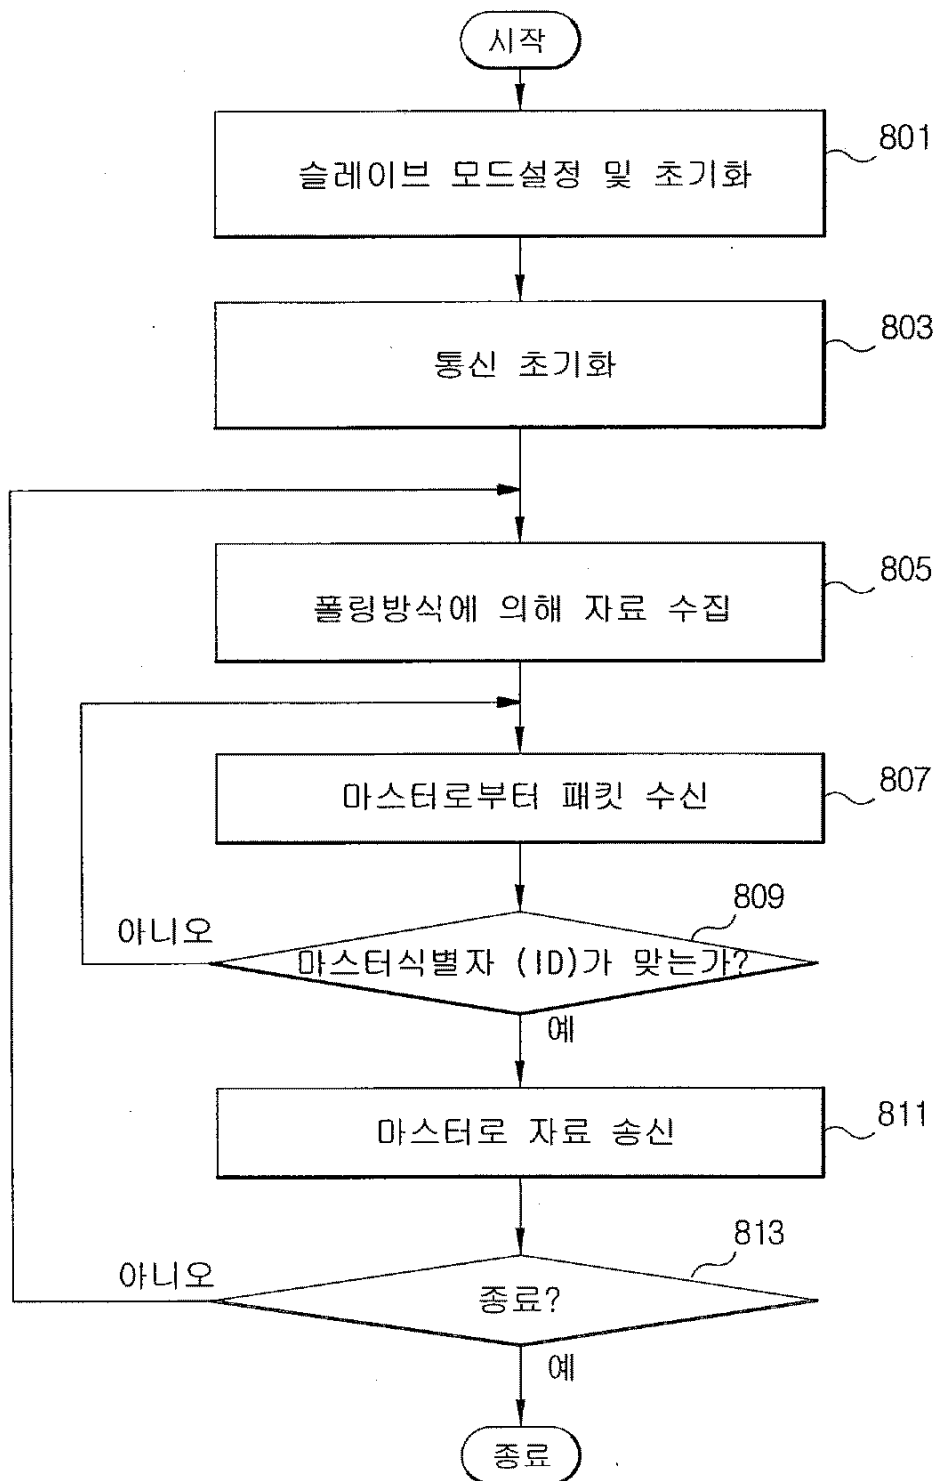 시작
801
슬레이브 모드설정 및 초기화
803
통신 초기화
805
폴링방식에 의해 자료 수집
807
마스터로부터 패킷 수신
809
아니오
마스터식별자 (ID)가 맞는가?
예
811
마스터로 자료 송신
813
아니오
종료?
예
종료